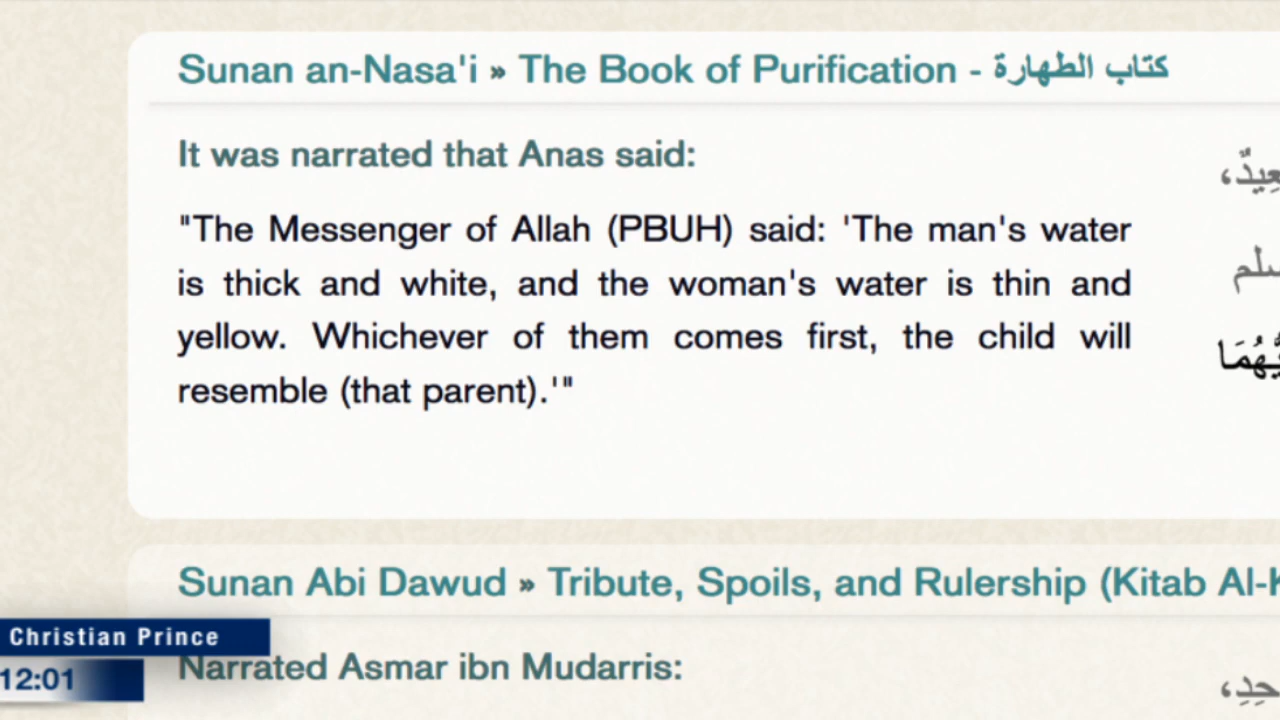 Sunan an-Nasa'i » The Book of Purification - كتاب الطهارة
It was narrated that Anas said:
"The Messenger of Allah (PBUH) said: 'The man's water
is thick and white, and the woman's water is thin and
yellow. Whichever of them comes first, the child will
resemble (that parent).'"
Sunan Abi Dawud » Tribute, Spoils, and Rulership (Kitab
Christian Prince
12:01
Narrated Asmar ibn Mudarris: